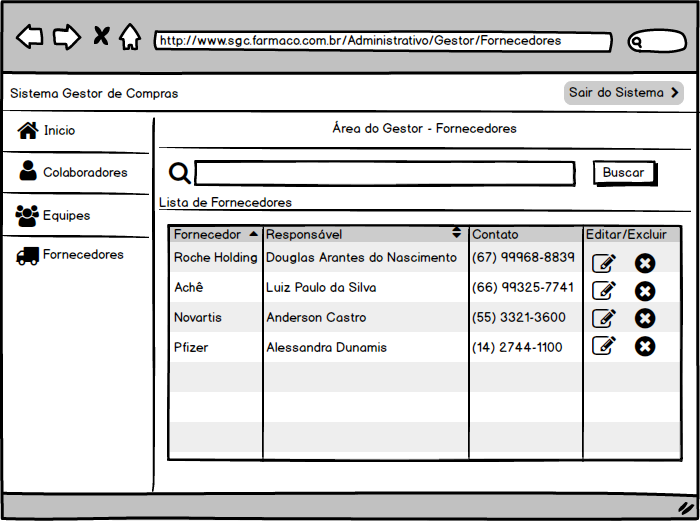 http://www.sgc.farmaco.com.br/Administrativo/Gestor/Fornecedores
Sistema Gestor de Compras
Sair do Sistema
Inicio
Colaboradores
Equipes
Fornecedores
Área do Gestor - Fornecedores
Buscar
Lista de Fornecedores
Fornecedor Responsável Contato Editar/Excluir
Roche Holding Douglas Arantes do Nascimento (67) 99968-8839
Achê Luiz Paulo da Silva (66) 99325-7741
Novartis Anderson Castro (55) 3321-3600
Pfizer Alessandra Dunamis (14) 2744-1100